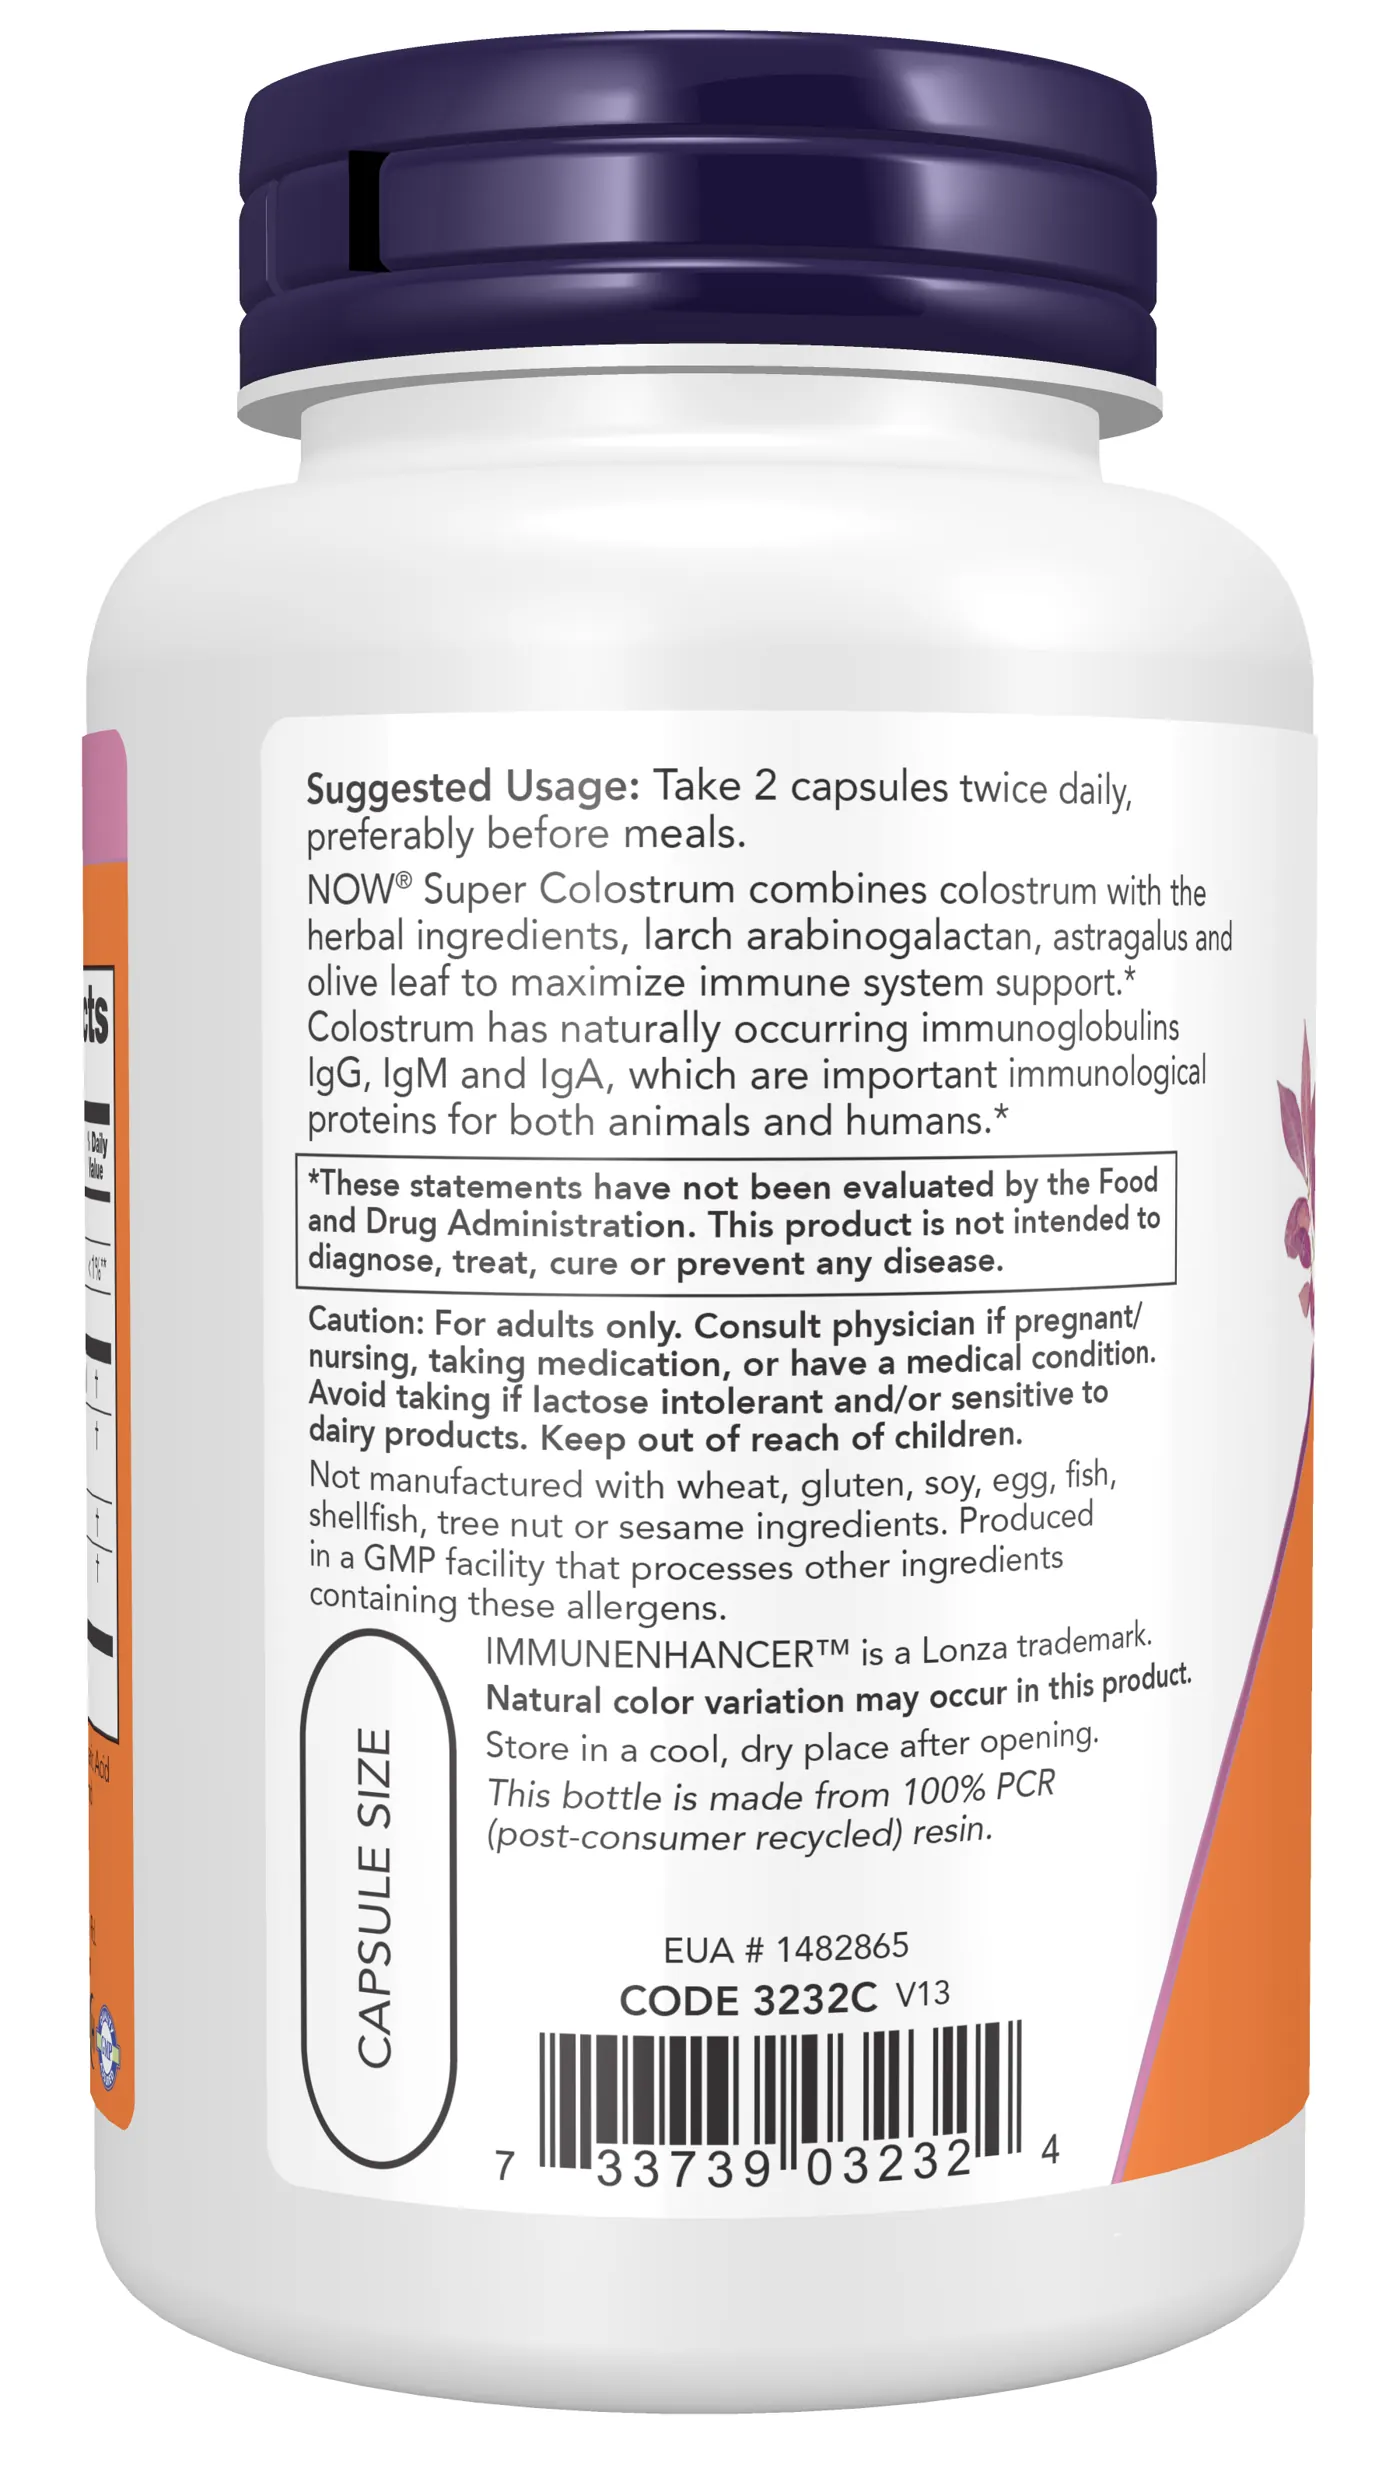 Suggested Usage: Take 2 capsules twice daily,
preferably before meals.
NOW® Super Colostrum combines colostrum with the
herbal ingredients, larch arabinogalactan, astragalus and
olive leaf to maximize immune system support.*
Colostrum has naturally occurring immunoglobulins
IgG, IgM and IgA, which are important immunological
proteins for both animals and humans.*
*These statements have not been evaluated by the Food
and Drug Administration. This product is not intended to
diagnose, treat, cure or prevent any disease.
Caution: For adults only. Consult physician if pregnant/
nursing, taking medication, or have a medical condition.
Avoid taking if lactose intolerant and/or sensitive to
dairy products. Keep out of reach of children.
Not manufactured with wheat, gluten, soy, egg, fish,
shellfish, tree nut or sesame ingredients. Produced
in a GMP facility that processes other ingredients
containing these allergens.
IMMUNENHANCER™ is a Lonza trademark.
Natural color variation may occur in this product.
Store in a cool, dry place after opening.
This bottle is made from 100% PCR
(post-consumer recycled) resin.
CAPSULE SIZE
EUA # 1482865
CODE 3232C V13
7 33739 03232 4
Daily
Value
<1%**
†
†
†
†
Acid
GMP